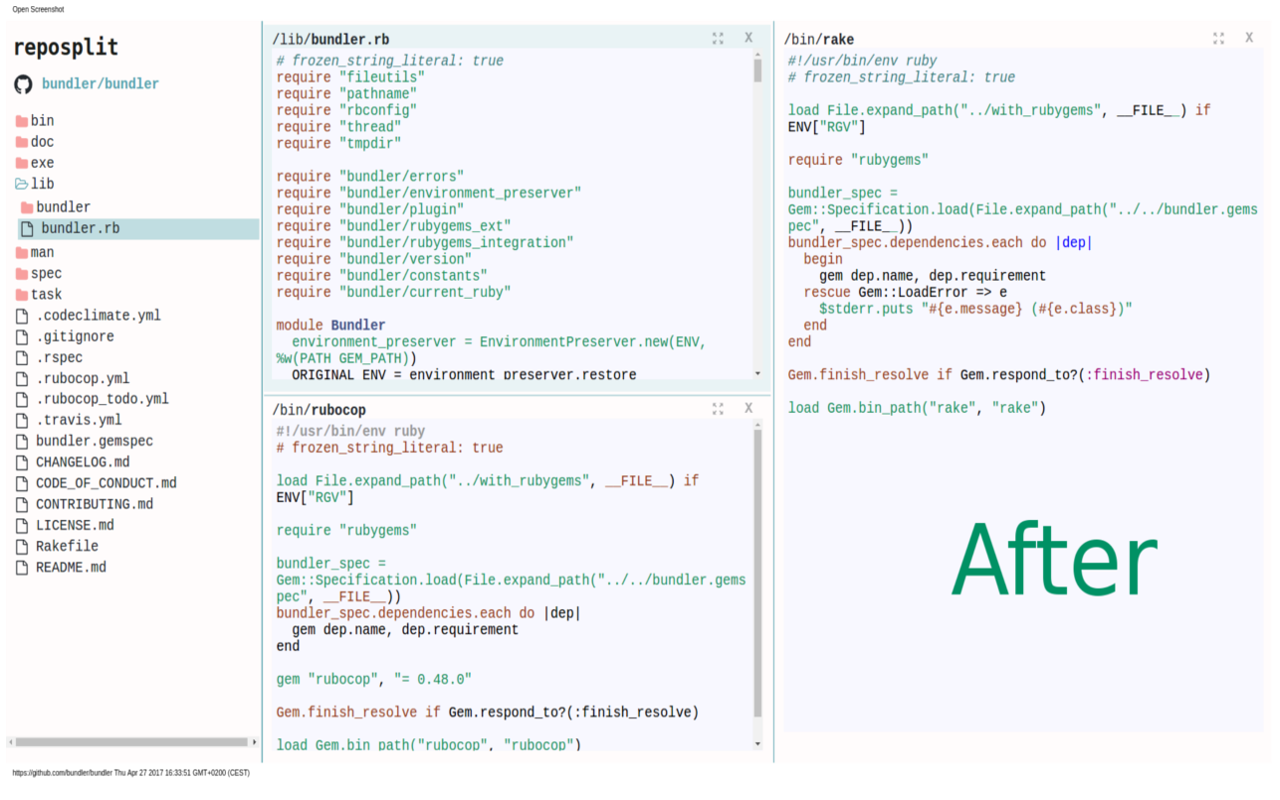 Open Screenshot
reposplit
bundler/bundler
bin
doc
exe
lib
bundler
bundler.rb
man
spec
task
.codeclimate.yml
.gitignore
.rspec
.rubocop.yml
.rubocop_todo.yml
.travis.yml
bundler.gemspec
CHANGELOG.md
CODE_OF_CONDUCT.md
CONTRIBUTING.md
LICENSE.md
Rakefile
README.md
/lib/bundler.rb X
# frozen_string_literal: true
require "fileutils"
require "pathname"
require "rbconfig"
require "thread"
require "tmpdir"
require "bundler/errors"
require "bundler/environment_preserver"
require "bundler/plugin"
require "bundler/rubygems_ext"
require "bundler/rubygems_integration"
require "bundler/version"
require "bundler/constants"
require "bundler/current_ruby"
module Bundler
environment_preserver = EnvironmentPreserver.new(ENV,
%w(PATH GEM_PATH))
ORIGINAL_ENV = environment_preserver.restore
/bin/rubocop X
#!/usr/bin/env ruby
# frozen_string_literal: true
load File.expand_path("../with_rubygems", __FILE__) if
ENV["RGV"]
require "rubygems"
bundler_spec =
Gem::Specification.load(File.expand_path("../../bundler.gems
pec", __FILE__))
bundler_spec.dependencies.each do |dep|
gem dep.name, dep.requirement
end
gem "rubocop", "= 0.48.0"
Gem.finish_resolve if Gem.respond_to?(:finish_resolve)
load Gem.bin_path("rubocop", "rubocop")
/bin/rake X
#!/usr/bin/env ruby
# frozen_string_literal: true
load File.expand_path("../with_rubygems", __FILE__) if
ENV["RGV"]
require "rubygems"
bundler_spec =
Gem::Specification.load(File.expand_path("../../bundler.gems
pec", __FILE__))
bundler_spec.dependencies.each do |dep|
begin
gem dep.name, dep.requirement
rescue Gem::LoadError => e
$stderr.puts "#{e.message} (#{e.class})"
end
end
Gem.finish_resolve if Gem.respond_to?(:finish_resolve)
load Gem.bin_path("rake", "rake")
After
https://github.com/bundler/bundler Thu Apr 27 2017 16:33:51 GMT+0200 (CEST)